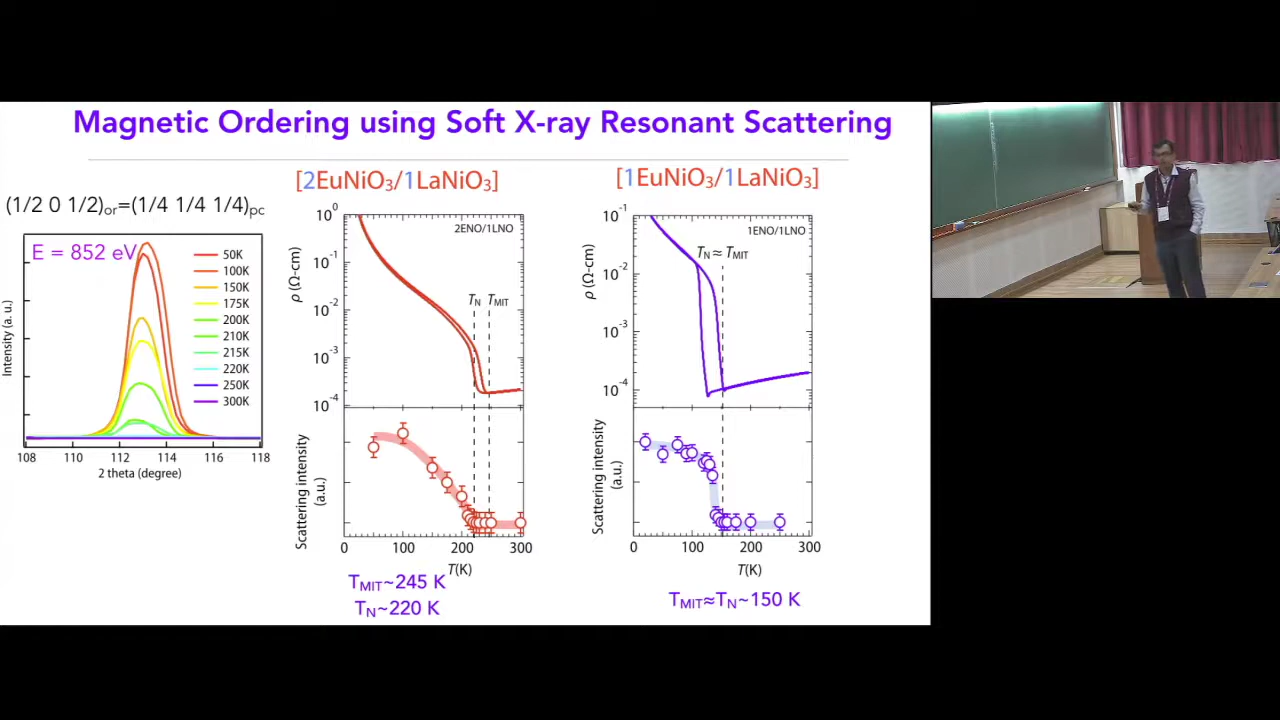 Magnetic Ordering using Soft X-ray Resonant Scattering
(1/2 0 1/2)or=(1/4 1/4 1/4)pc
E = 852 eV
50K
100K
150K
175K
200K
210K
215K
220K
250K
300K
Intensity (a. u.)
108 110 112 114 116 118
2 theta (degree)
[2EuNiO₃/1LaNiO₃]
2ENO/1LNO
ρ (Ω-cm)
10⁰
10⁻¹
10⁻²
10⁻³
10⁻⁴
TN TMIT
Scattering intensity
(a.u.)
0 100 200 300
T(K)
TMIT~245 K
TN~220 K
[1EuNiO₃/1LaNiO₃]
1ENO/1LNO
ρ (Ω-cm)
10⁻¹
10⁻²
10⁻³
10⁻⁴
TN ≈ TMIT
Scattering intensity
(a.u.)
0 100 200 300
T(K)
TMIT≈TN~150 K